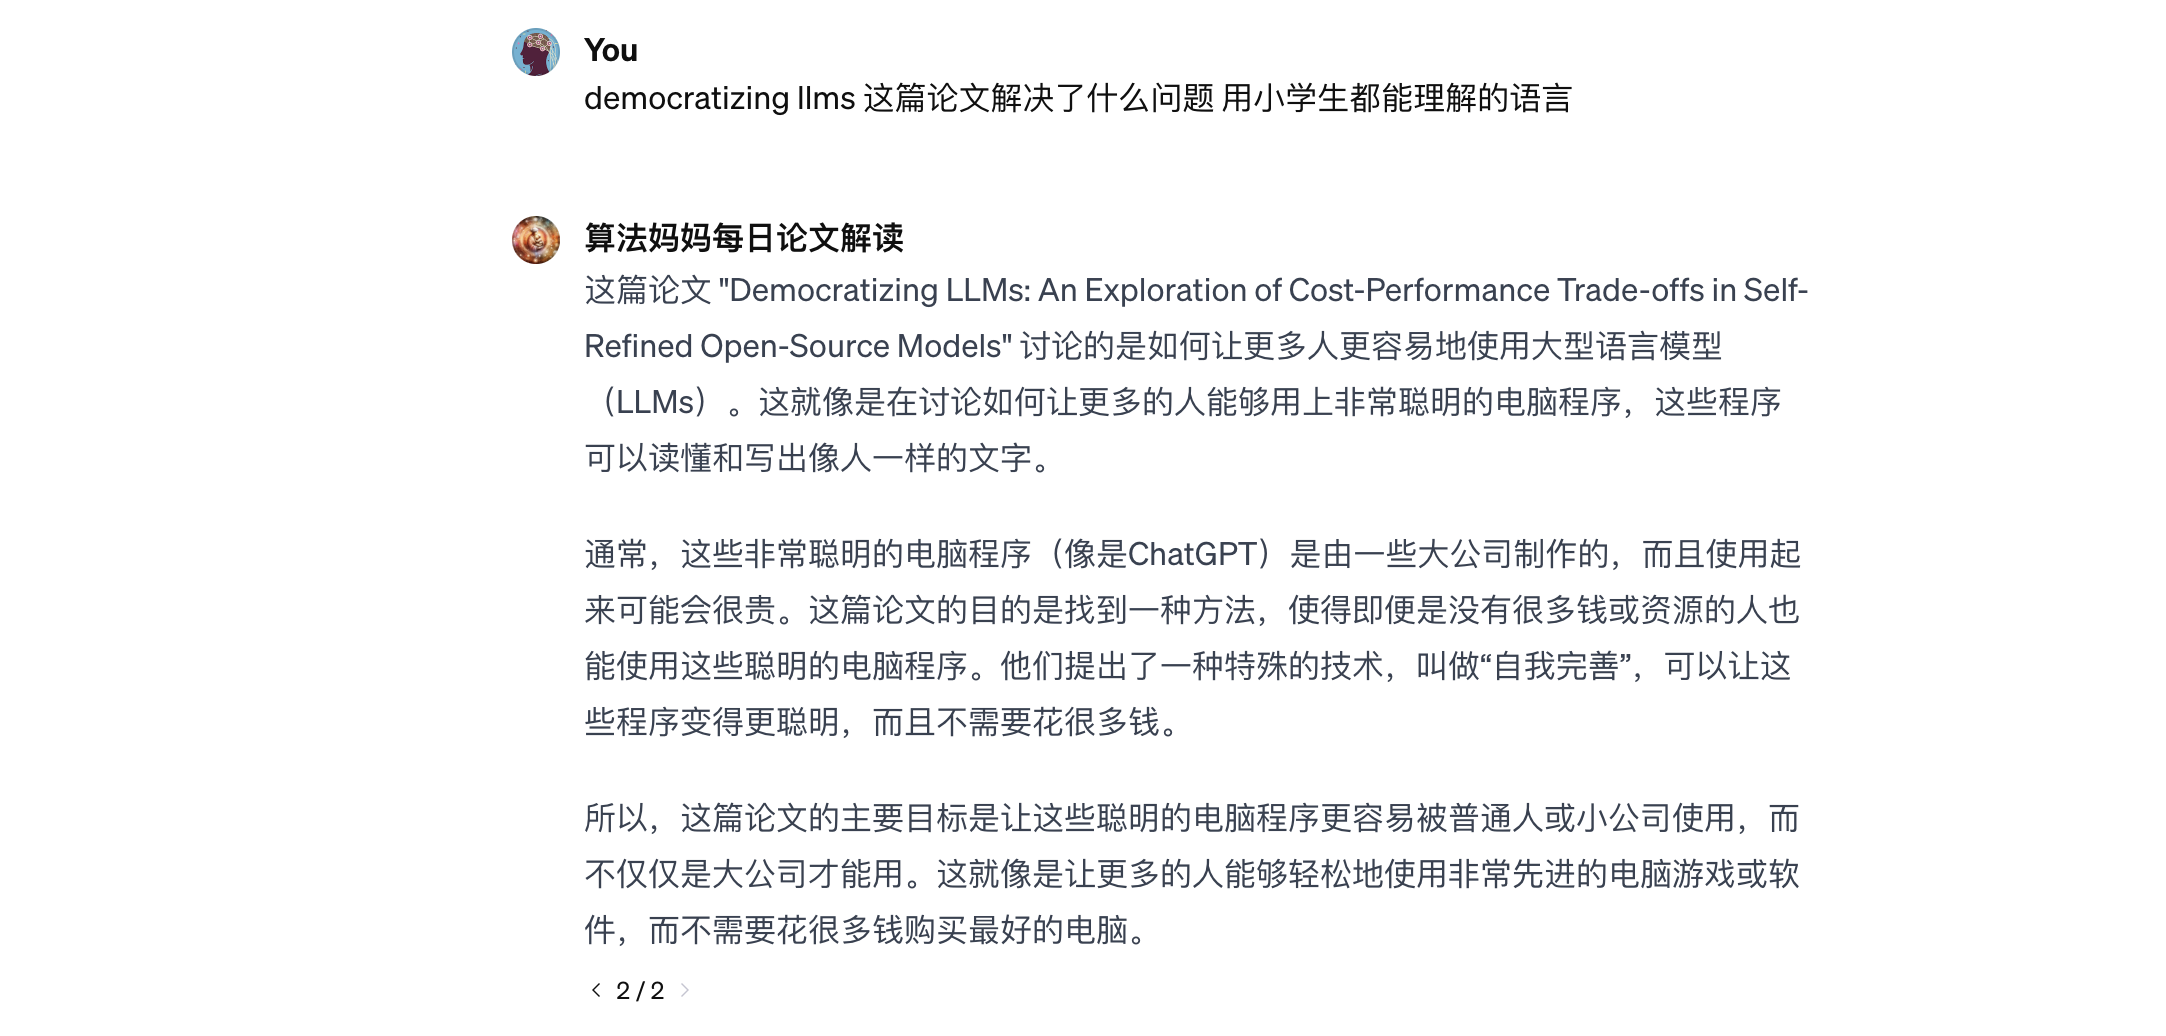 You
democratizing llms 这篇论文解决了什么问题 用小学生都能理解的语言
算法妈妈每日论文解读
这篇论文 "Democratizing LLMs: An Exploration of Cost-Performance Trade-offs in Self-
Refined Open-Source Models" 讨论的是如何让更多人更容易地使用大型语言模型
（LLMs）。这就像是在讨论如何让更多的人能够用上非常聪明的电脑程序，这些程序
可以读懂和写出像人一样的文字。
通常，这些非常聪明的电脑程序（像是ChatGPT）是由一些大公司制作的，而且使用起
来可能会很贵。这篇论文的目的是找到一种方法，使得即便是没有很多钱或资源的人也
能使用这些聪明的电脑程序。他们提出了一种特殊的技术，叫做“自我完善”，可以让这
些程序变得更聪明，而且不需要花很多钱。
所以，这篇论文的主要目标是让这些聪明的电脑程序更容易被普通人或小公司使用，而
不仅仅是大公司才能用。这就像是让更多的人能够轻松地使用非常先进的电脑游戏或软
件，而不需要花很多钱购买最好的电脑。
2 / 2